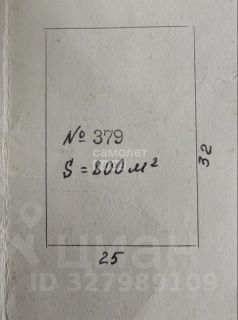 № 379
самолет
S = 800 м²
32
25
циан
ID 327989109